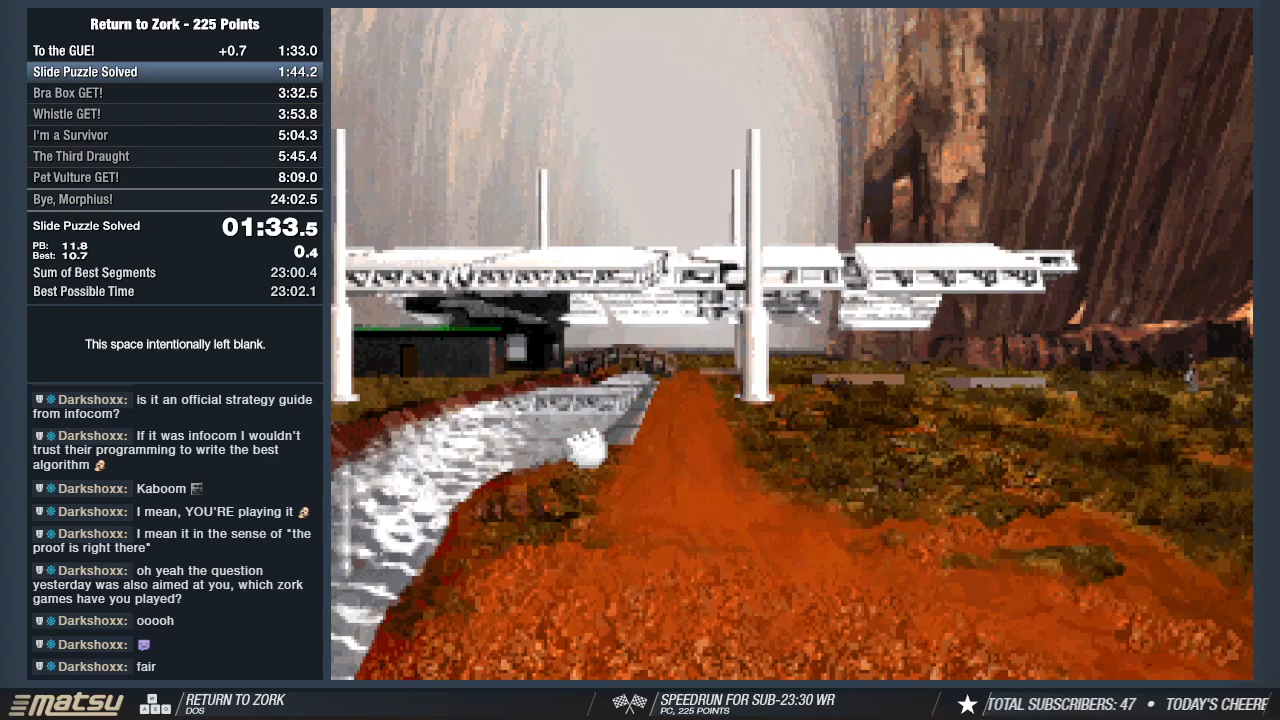 Return to Zork - 225 Points
To the GUE! +0.7 1:33.0
Slide Puzzle Solved 1:44.2
Bra Box GET! 3:32.5
Whistle GET! 3:53.8
I'm a Survivor 5:04.3
The Third Draught 5:45.4
Pet Vulture GET! 8:09.0
Bye, Morphius! 24:02.5
Slide Puzzle Solved 01:33.5
PB: 11.8 0.4
Best: 10.7
Sum of Best Segments 23:00.4
Best Possible Time 23:02.1
This space intentionally left blank.
Darkshoxx: is it an official strategy guide
from infocom?
Darkshoxx: If it was infocom I wouldn't
trust their programming to write the best
algorithm
Darkshoxx: Kaboom
Darkshoxx: I mean, YOU'RE playing it
Darkshoxx: I mean it in the sense of "the
proof is right there"
Darkshoxx: oh yeah the question
yesterday was also aimed at you, which zork
games have you played?
Darkshoxx: ooooh
Darkshoxx:
Darkshoxx: fair
matsu
W
A S D
RETURN TO ZORK
DOS
SPEEDRUN FOR SUB-23:30 WR
PC, 225 POINTS
TOTAL SUBSCRIBERS: 47 • TODAY'S CHEERE